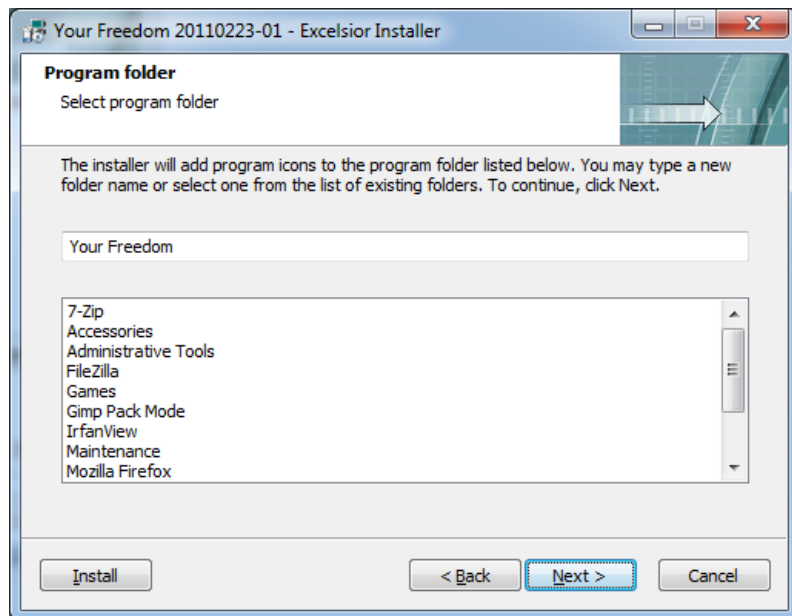 Your Freedom 20110223-01 - Excelsior Installer
Program folder
Select program folder
The installer will add program icons to the program folder listed below. You may type a new
folder name or select one from the list of existing folders. To continue, click Next.
Your Freedom
7-Zip
Accessories
Administrative Tools
FileZilla
Games
Gimp Pack Mode
IrfanView
Maintenance
Mozilla Firefox
Install
< Back
Next >
Cancel